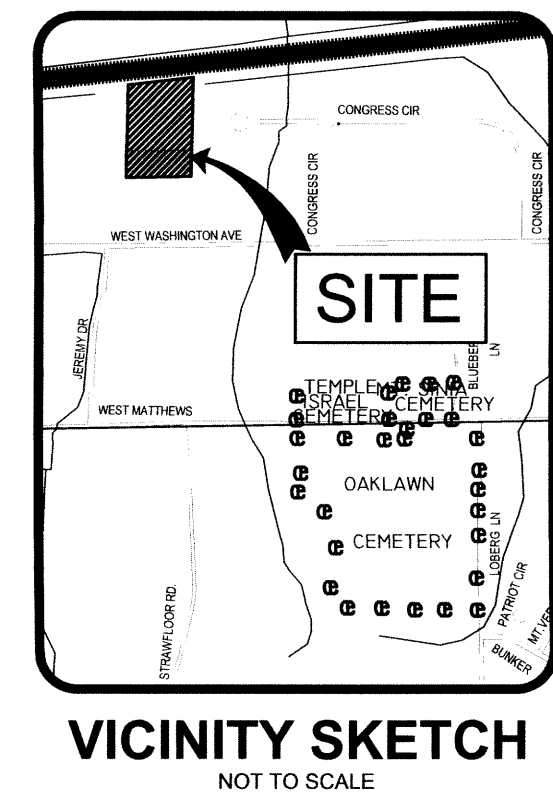 CONGRESS CIR
CONGRESS CIR
CONGRESS CIR
WEST WASHINGTON AVE
SITE
JEREMY DR
LN
TEMPLE
ISRAEL
CEMETERY
CEMETERY
WEST MATTHEWS
OAKLAWN
CEMETERY
LOBERG LN
STRAWFLOOR RD.
PATRIOT CIR
BUNKER
VICINITY SKETCH
NOT TO SCALE